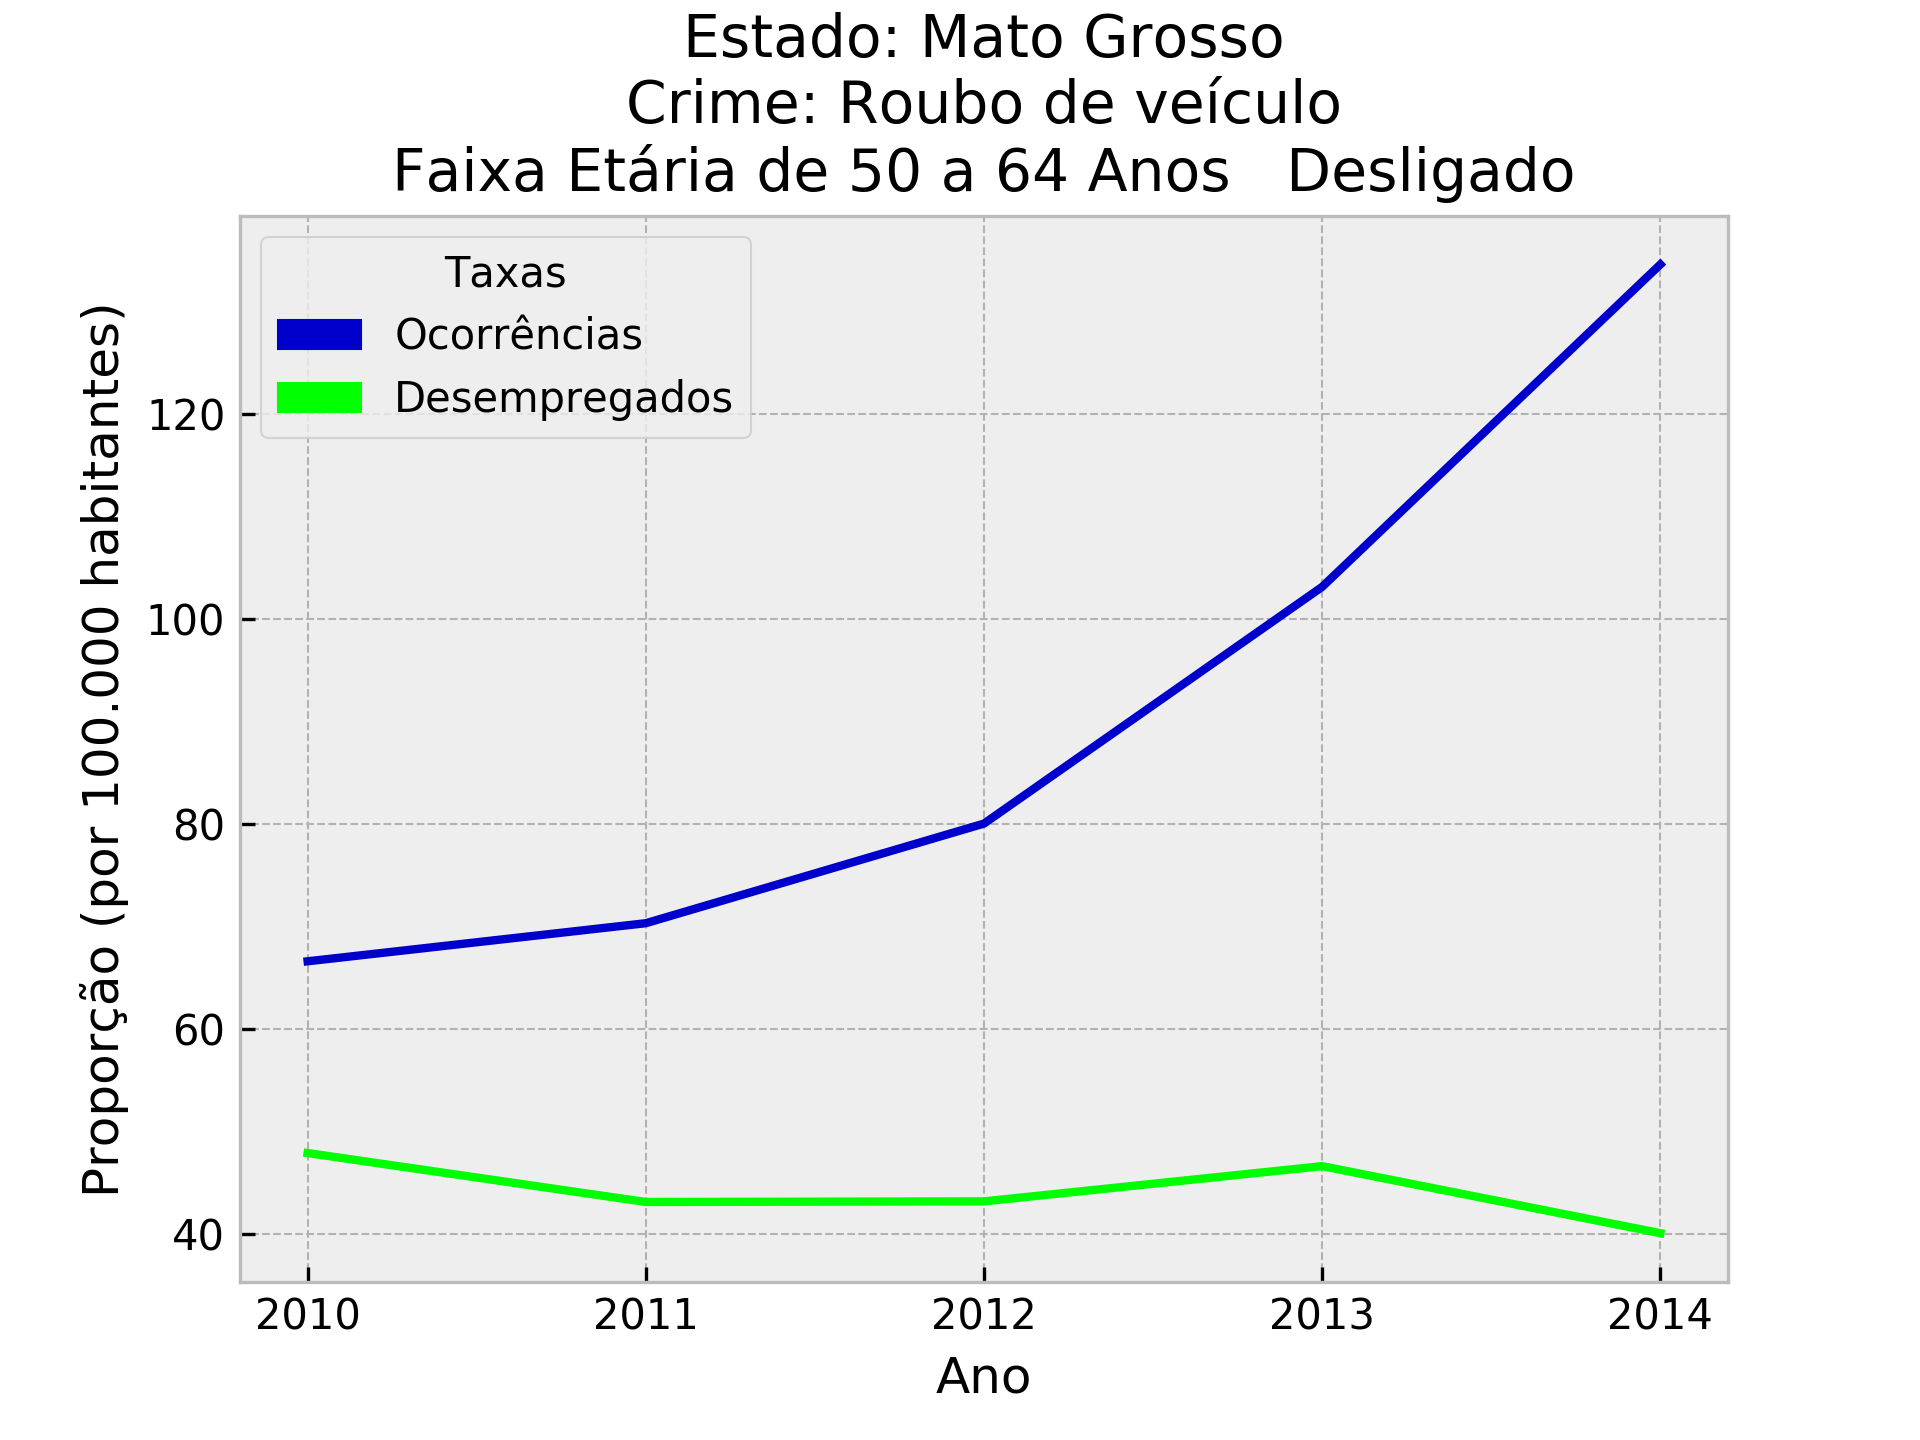 Estado: Mato Grosso
Crime: Roubo de veículo
Faixa Etária de 50 a 64 Anos   Desligado
Taxas
Ocorrências
Desempregados
Proporção (por 100.000 habitantes)
120
100
80
60
40
2010 2011 2012 2013 2014
Ano